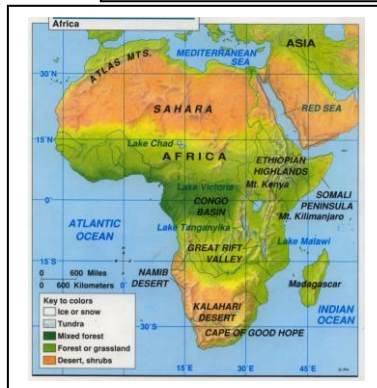 Africa
MEDITERRANEAN
SEA
ASIA
ATLAS MTS.
30°N
SAHARA
RED SEA
15°N
Lake Chad
AFRICA
ETHIOPIAN
HIGHLANDS
Mt. Kenya
Lake Victoria
CONGO
BASIN
SOMALI
PENINSULA
0°
0°
Mt. Kilimanjaro
Lake Tanganyika
ATLANTIC
OCEAN
Lake Malawi
GREAT RIFT
VALLEY
15°S
15°S
0 600 Miles
0 600 Kilometers
NAMIB
DESERT
Madagascar
Key to colors
Ice or snow
Tundra
Mixed forest
Forest or grassland
Desert, shrubs
KALAHARI
DESERT
INDIAN
OCEAN
30°S
CAPE OF GOOD HOPE
15°E
30°E
45°E